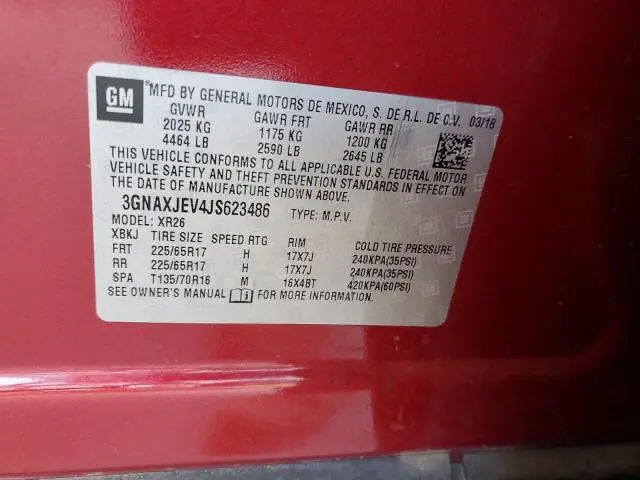 GM *MFD BY GENERAL MOTORS DE MEXICO, S. DE R.L. DE C.V. 03/18
GVWR GAWR FRT GAWR RR
2025 KG 1175 KG 1200 KG
4464 LB 2590 LB 2645 LB
THIS VEHICLE CONFORMS TO ALL APPLICABLE U.S. FEDERAL MOTOR
VEHICLE SAFETY AND THEFT PREVENTION STANDARDS IN EFFECT
ON THE DATE OF MANUFACTURE SHOWN ABOVE.
3GNAXJEV4JS623486 TYPE: M.P.V.
MODEL: XR26
XBKJ TIRE SIZE SPEED RTG RIM COLD TIRE PRESSURE
FRT 225/65R17 H 17X7J 240KPA(35PSI)
RR 225/65R17 H 17X7J 240KPA(35PSI)
SPA T135/70R16 M 16X4BT 420KPA(60PSI)
SEE OWNER'S MANUAL i FOR MORE INFORMATION.